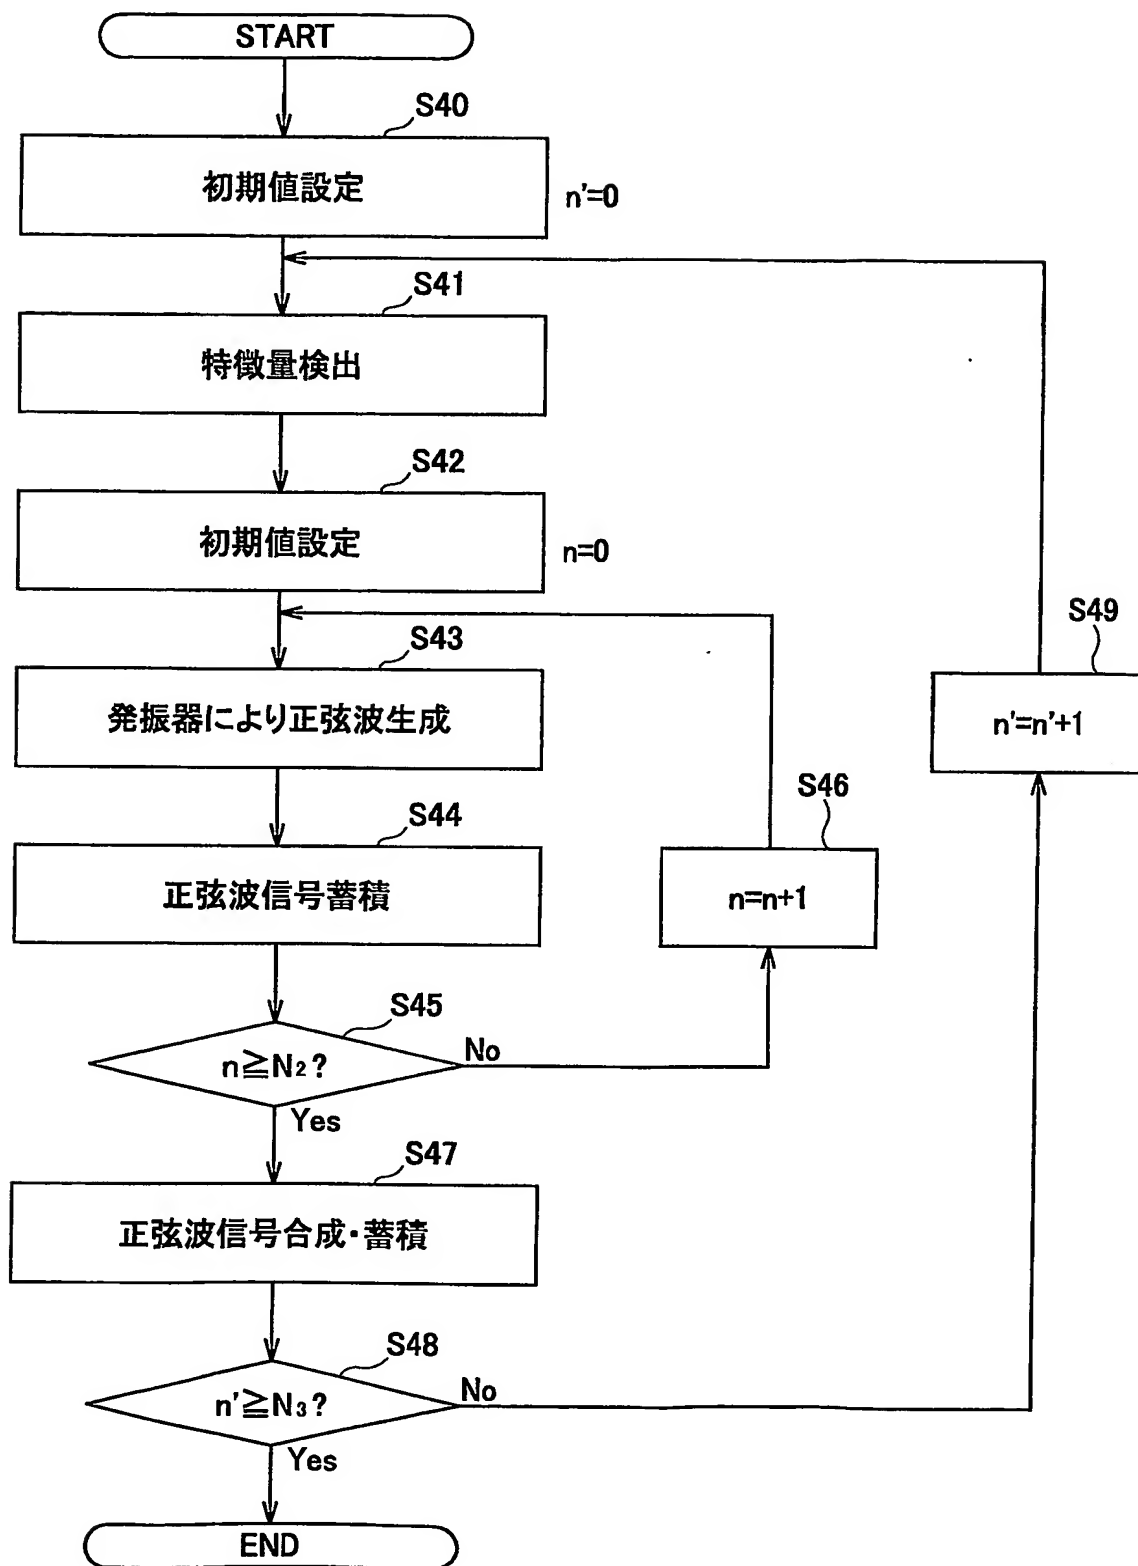 START
S40
初期値設定
n'=0
S41
特徴量検出
S42
初期値設定
n=0
S43
発振器により正弦波生成
S49
n'=n'+1
S44
正弦波信号蓄積
S46
n=n+1
S45
n≧N2?
No
Yes
S47
正弦波信号合成・蓄積
S48
n'≧N3?
No
Yes
END